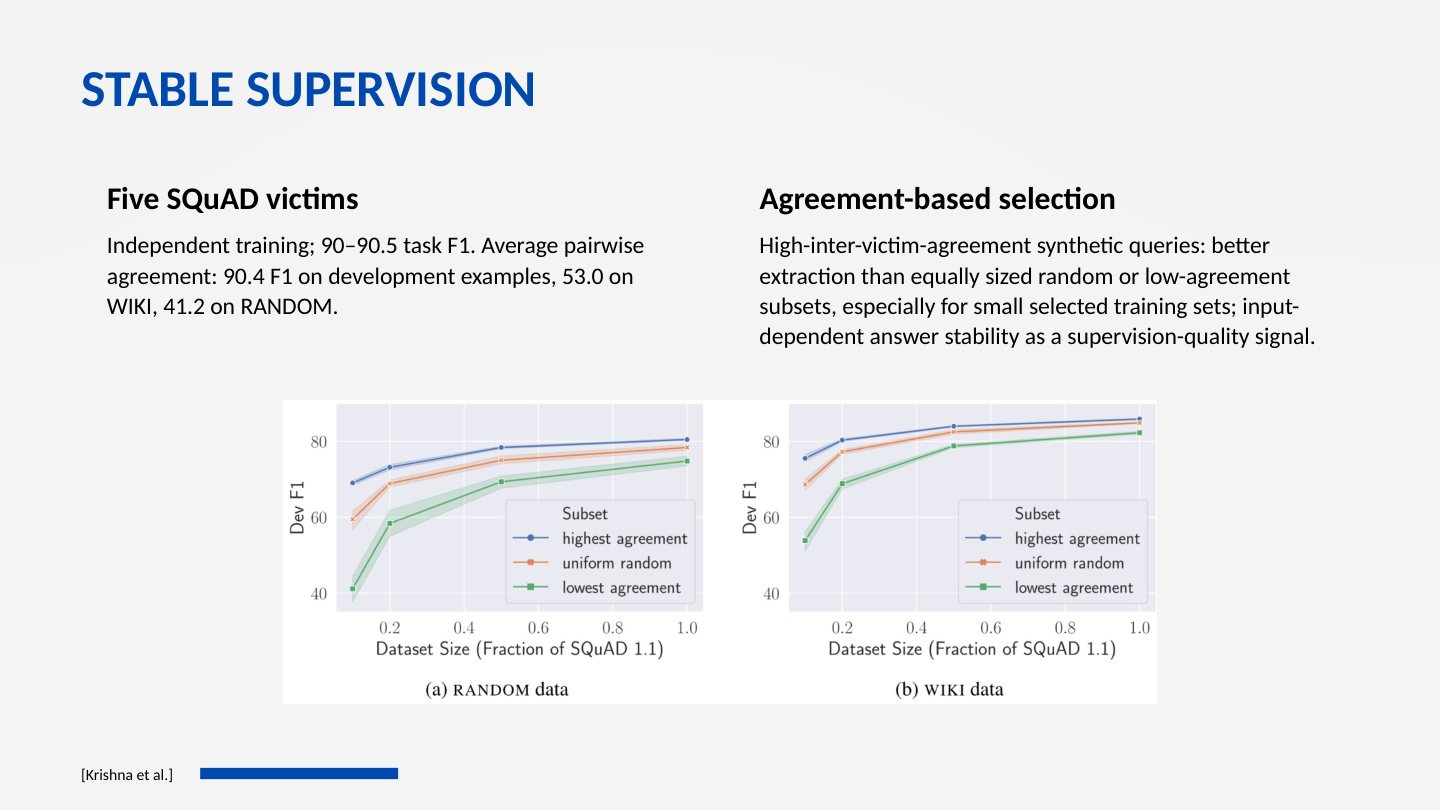 STABLE SUPERVISION
Five SQuAD victims
Independent training; 90–90.5 task F1. Average pairwise
agreement: 90.4 F1 on development examples, 53.0 on
WIKI, 41.2 on RANDOM.
Agreement-based selection
High-inter-victim-agreement synthetic queries: better
extraction than equally sized random or low-agreement
subsets, especially for small selected training sets; input-
dependent answer stability as a supervision-quality signal.
80
60
40
Dev F1
Subset
highest agreement
uniform random
lowest agreement
0.2 0.4 0.6 0.8 1.0
Dataset Size (Fraction of SQuAD 1.1)
(a) RANDOM data
80
60
40
Dev F1
Subset
highest agreement
uniform random
lowest agreement
0.2 0.4 0.6 0.8 1.0
Dataset Size (Fraction of SQuAD 1.1)
(b) WIKI data
[Krishna et al.]